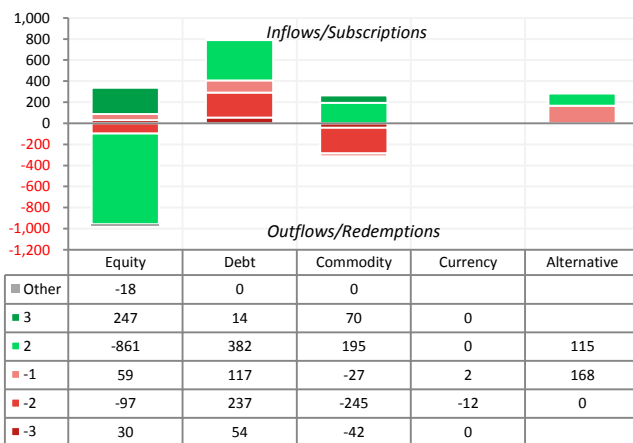 1,000
Inflows/Subscriptions
800
600
400
200
0
-200
-400
-600
-800
-1,000
Outflows/Redemptions
-1,200
Equity Debt Commodity Currency Alternative
Other -18 0 0
3 247 14 70 0
2 -861 382 195 0 115
-1 59 117 -27 2 168
-2 -97 237 -245 -12 0
-3 30 54 -42 0